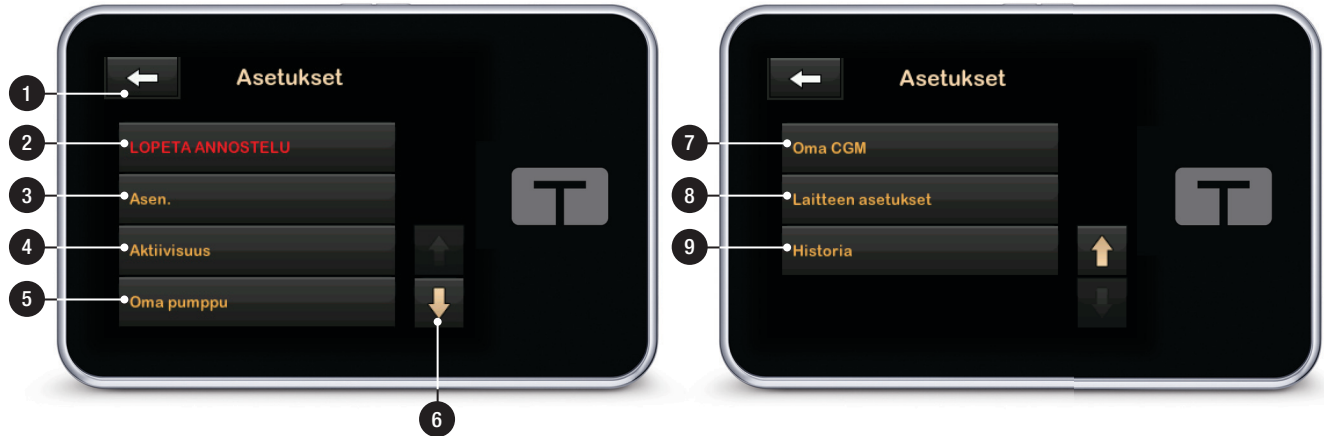 Asetukset
1
2 LOPETA ANNOSTELU
3 Asen.
4 Aktiivisuus
5 Oma pumppu
6
Asetukset
7 Oma CGM
8 Laitteen asetukset
9 Historia